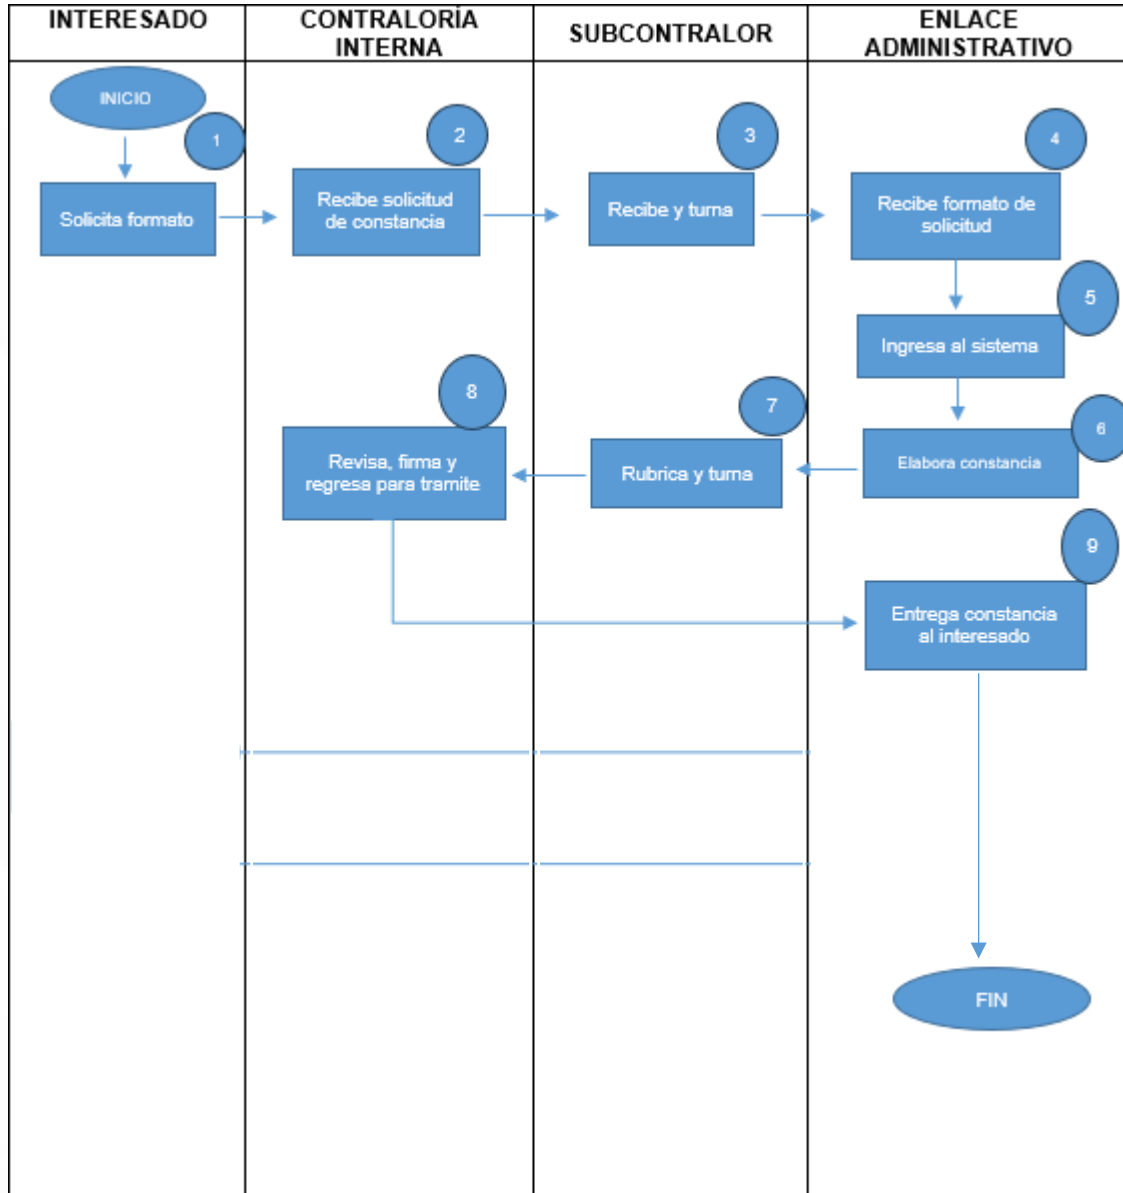 INTERESADO
CONTRALORÍA
INTERNA
SUBCONTRALOR
ENLACE
ADMINISTRATIVO
INICIO
1
Solicita formato
2
Recibe solicitud
de constancia
3
Recibe y turna
4
Recibe formato de
solicitud
5
Ingresa al sistema
6
Elabora constancia
7
Rubrica y turna
8
Revisa, firma y
regresa para tramite
9
Entrega constancia
al interesado
FIN